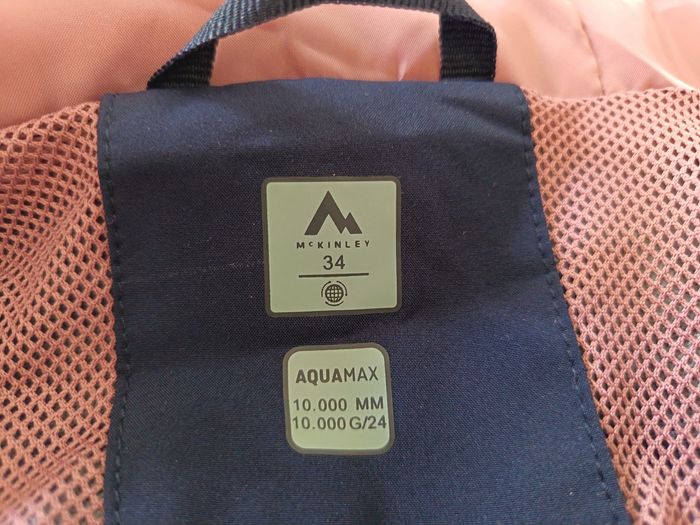 McKINLEY
34
AQUAMAX
10.000 MM
10.000 G/24